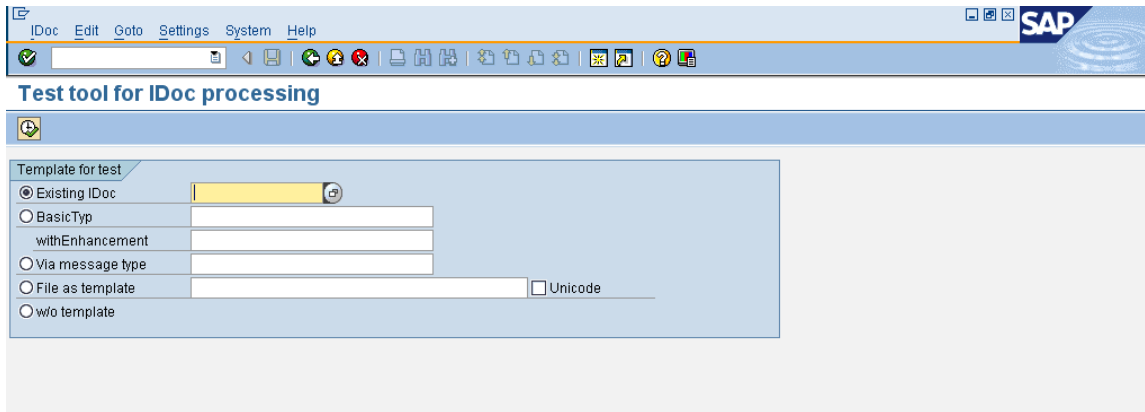 IDoc Edit Goto Settings System Help
SAP
Test tool for IDoc processing
Template for test
Existing IDoc
BasicTyp
withEnhancement
Via message type
File as template Unicode
w/o template